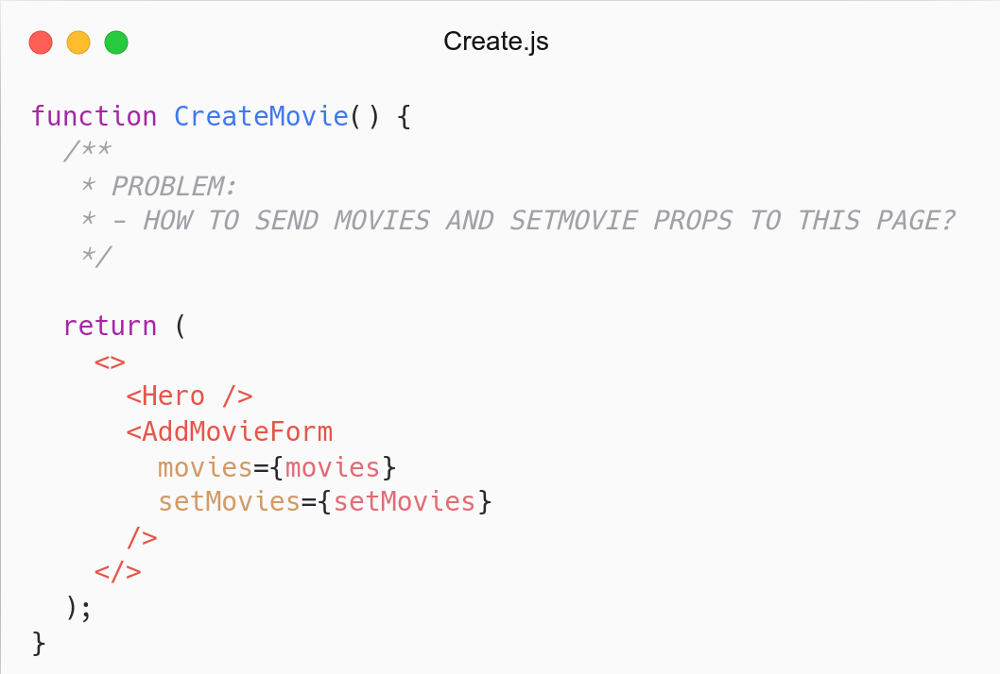 Create.js
function CreateMovie() {
  /**
   * PROBLEM:
   * - HOW TO SEND MOVIES AND SETMOVIE PROPS TO THIS PAGE?
   */

  return (
    <>
      <Hero />
      <AddMovieForm
        movies={movies}
        setMovies={setMovies}
      />
    </>
  );
}